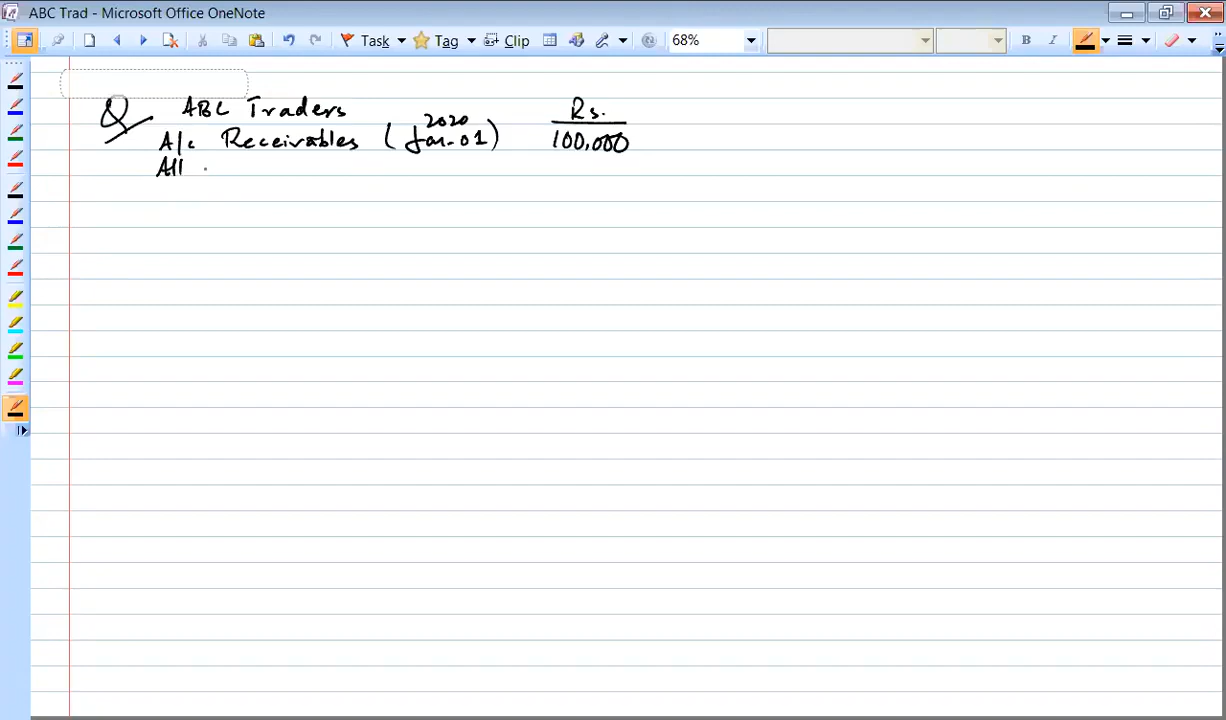 ABC Trad - Microsoft Office OneNote
Task Tag Clip 68% B I
Q ABC Traders Rs.
A/c Receivables (Jan-01 2020) 100,000
All